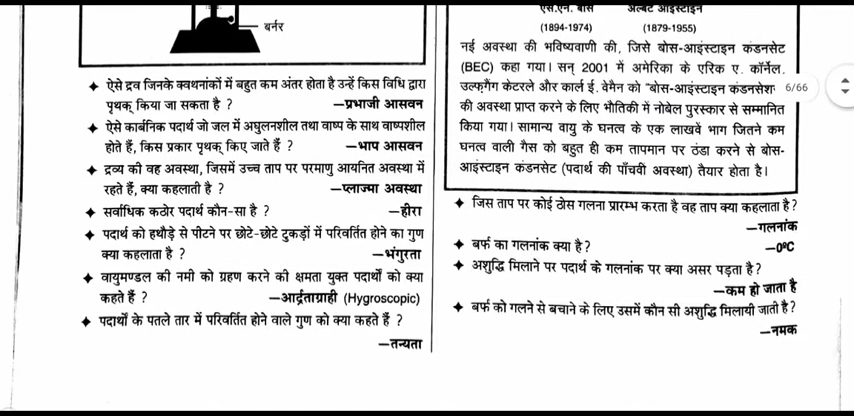 बर्नर
◆ ऐसे द्रव जिनके क्वथनांकों में बहुत कम अंतर होता है उन्हें किस विधि द्वारा
पृथक् किया जा सकता है ? —प्रभाजी आसवन
◆ ऐसे कार्बनिक पदार्थ जो जल में अघुलनशील तथा वाष्प के साथ वाष्पशील
होते हैं, किस प्रकार पृथक् किए जाते हैं ? —भाप आसवन
◆ द्रव्य की वह अवस्था, जिसमें उच्च ताप पर परमाणु आयनित अवस्था में
रहते हैं, क्या कहलाती है ? —प्लाज्मा अवस्था
◆ सर्वाधिक कठोर पदार्थ कौन-सा है ? —हीरा
◆ पदार्थ को हथौड़े से पीटने पर छोटे-छोटे टुकड़ों में परिवर्तित होने का गुण
क्या कहलाता है ? —भंगुरता
◆ वायुमण्डल की नमी को ग्रहण करने की क्षमता युक्त पदार्थों को क्या
कहते हैं ? —आर्द्रताग्राही (Hygroscopic)
◆ पदार्थों के पतले तार में परिवर्तित होने वाले गुण को क्या कहते हैं ?
—तन्यता
एस.एन. बोस अल्बर्ट आइंस्टाइन
(1894-1974) (1879-1955)
नई अवस्था की भविष्यवाणी की, जिसे बोस-आइंस्टाइन कंडनसेट
(BEC) कहा गया। सन् 2001 में अमेरिका के एरिक ए. कॉर्नेल,
उल्फगैंग केटरले और कार्ल ई. वेमैन को "बोस-आइंस्टाइन कंडनसेशन
की अवस्था प्राप्त करने के लिए भौतिकी में नोबेल पुरस्कार से सम्मानित
किया गया। सामान्य वायु के घनत्व के एक लाखवें भाग जितने कम
घनत्व वाली गैस को बहुत ही कम तापमान पर ठंडा करने से बोस-
आइंस्टाइन कंडनसेट (पदार्थ की पाँचवीं अवस्था) तैयार होता है।
6/66
◆ जिस ताप पर कोई ठोस गलना प्रारम्भ करता है वह ताप क्या कहलाता है?
—गलनांक
◆ बर्फ का गलनांक क्या है? —0ºC
◆ अशुद्धि मिलाने पर पदार्थ के गलनांक पर क्या असर पड़ता है?
—कम हो जाता है
◆ बर्फ को गलने से बचाने के लिए उसमें कौन सी अशुद्धि मिलायी जाती है?
—नमक